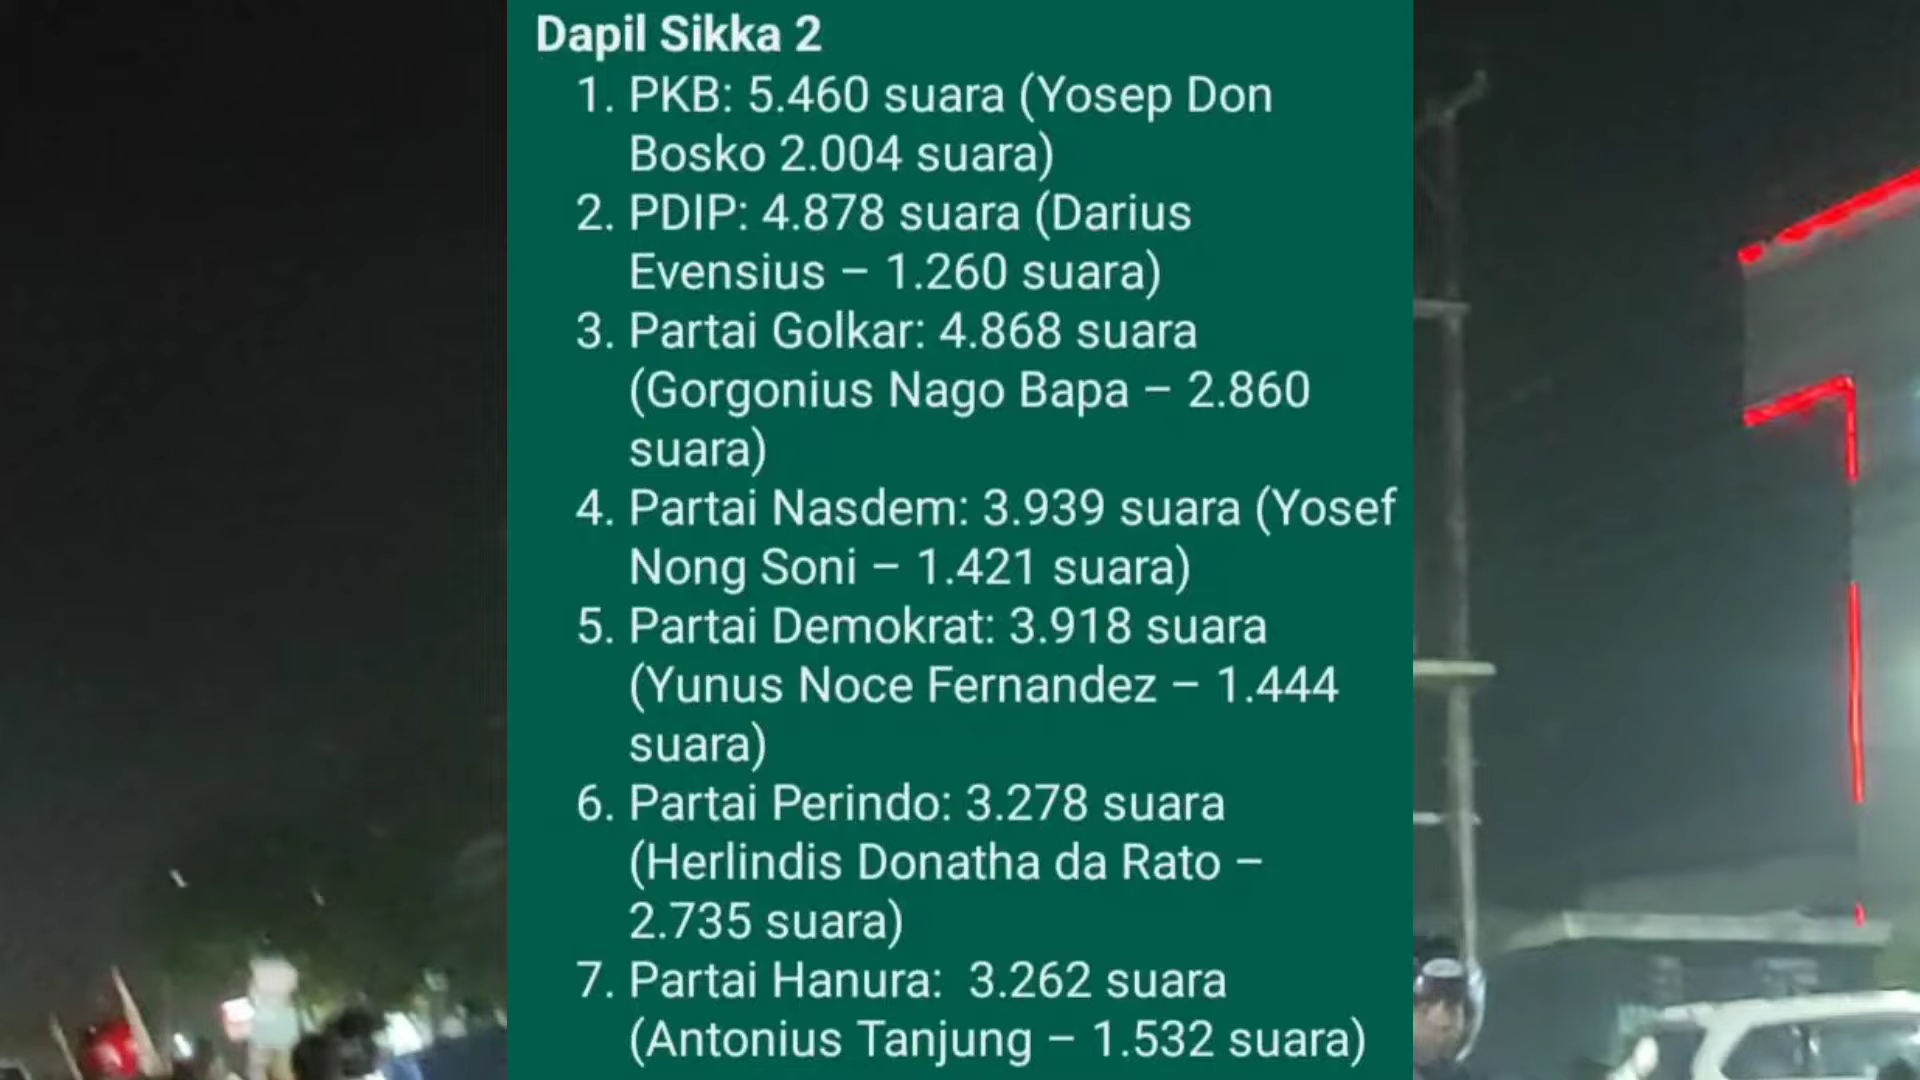 Dapil Sikka 2
1. PKB: 5.460 suara (Yosep Don
Bosko 2.004 suara)
2. PDIP: 4.878 suara (Darius
Evensius – 1.260 suara)
3. Partai Golkar: 4.868 suara
(Gorgonius Nago Bapa – 2.860
suara)
4. Partai Nasdem: 3.939 suara (Yosef
Nong Soni – 1.421 suara)
5. Partai Demokrat: 3.918 suara
(Yunus Noce Fernandez – 1.444
suara)
6. Partai Perindo: 3.278 suara
(Herlindis Donatha da Rato –
2.735 suara)
7. Partai Hanura:  3.262 suara
(Antonius Tanjung – 1.532 suara)